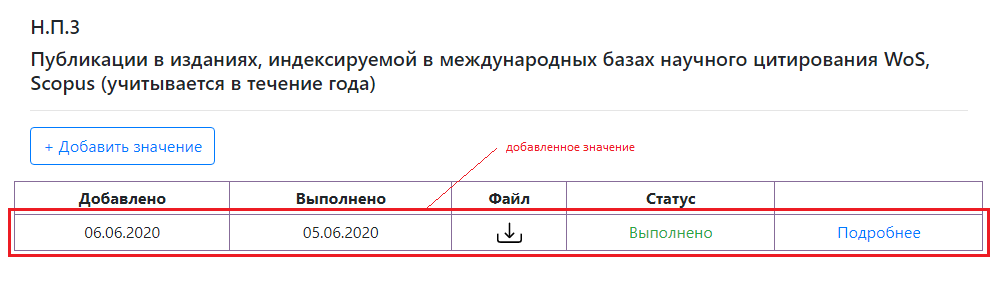 Н.П.3
Публикации в изданиях, индексируемой в международных базах научного цитирования WoS,
Scopus (учитывается в течение года)
+ Добавить значение
добавленное значение
Добавлено Выполнено Файл Статус
06.06.2020 05.06.2020 Выполнено Подробнее